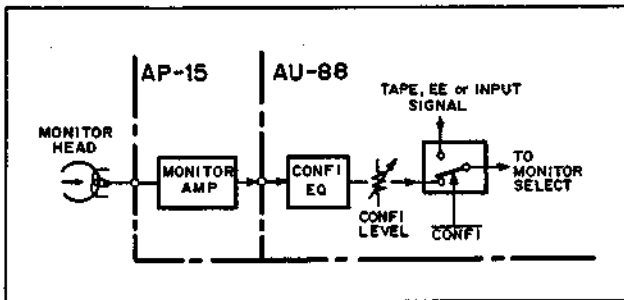 AP-15
AU-88
TAPE, EE or INPUT
SIGNAL
MONITOR
HEAD
MONITOR
AMP
CONFI
EQ
TO
MONITOR
SELECT
CONFI
LEVEL
CONFI